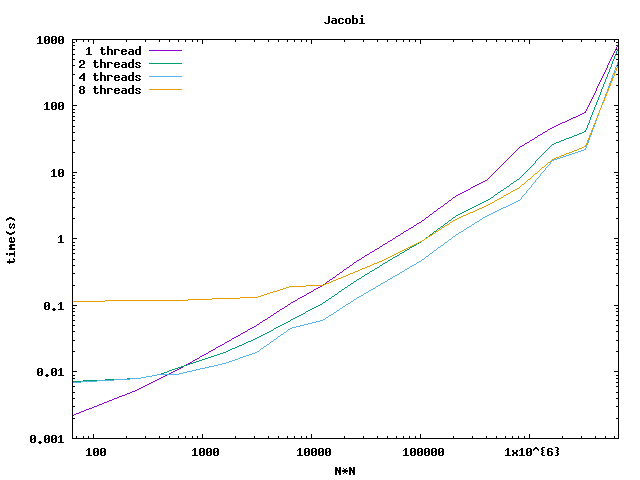 Jacobi
1000
1 thread
2 threads
4 threads
8 threads
100
10
time(s)
1
0.1
0.01
0.001
100 1000 10000 100000 1x10^{6}
N*N